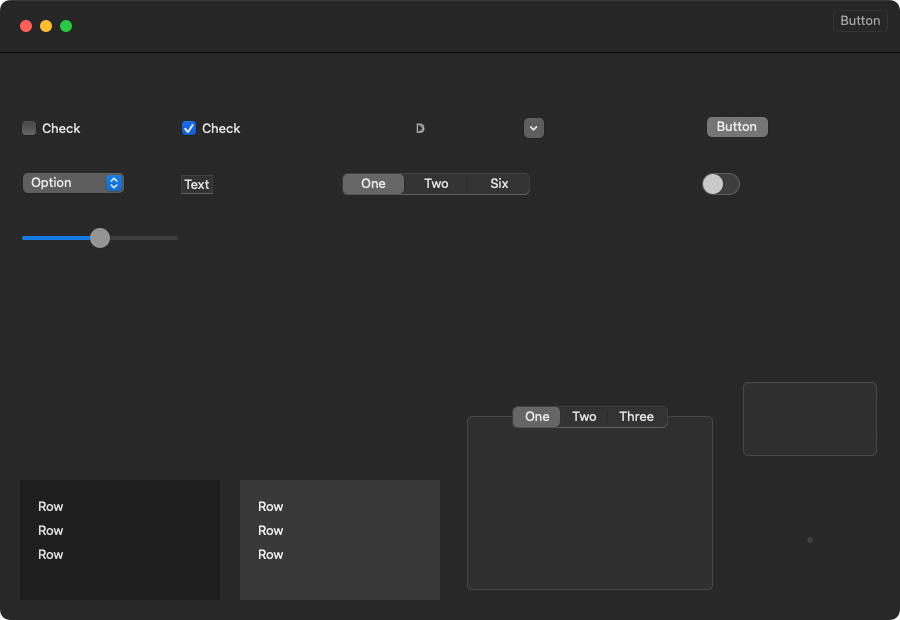 Button
Check
Check
D
Button
Option
Text
One
Two
Six
One
Two
Three
Row
Row
Row
Row
Row
Row